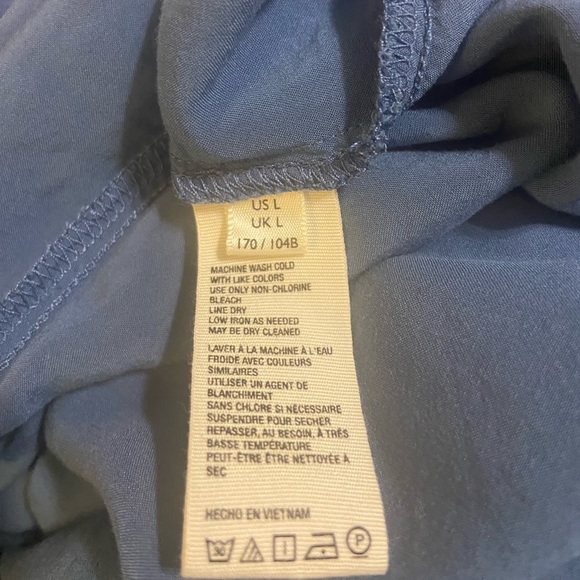 US L
UK L
170 / 104B
MACHINE WASH COLD
WITH LIKE COLORS
USE ONLY NON-CHLORINE
BLEACH
LINE DRY
LOW IRON AS NEEDED
MAY BE DRY CLEANED
LAVER À LA MACHINE À L'EAU
FROIDE AVEC COULEURS
SIMILAIRES
UTILISER UN AGENT DE
BLANCHIMENT
SANS CHLORE SI NÉCESSAIRE
SUSPENDRE POUR SÉCHER
REPASSER, AU BESOIN, À TRÈS
BASSE TEMPÉRATURE
PEUT-ÊTRE ÊTRE NETTOYÉE À
SEC
HECHO EN VIETNAM
P